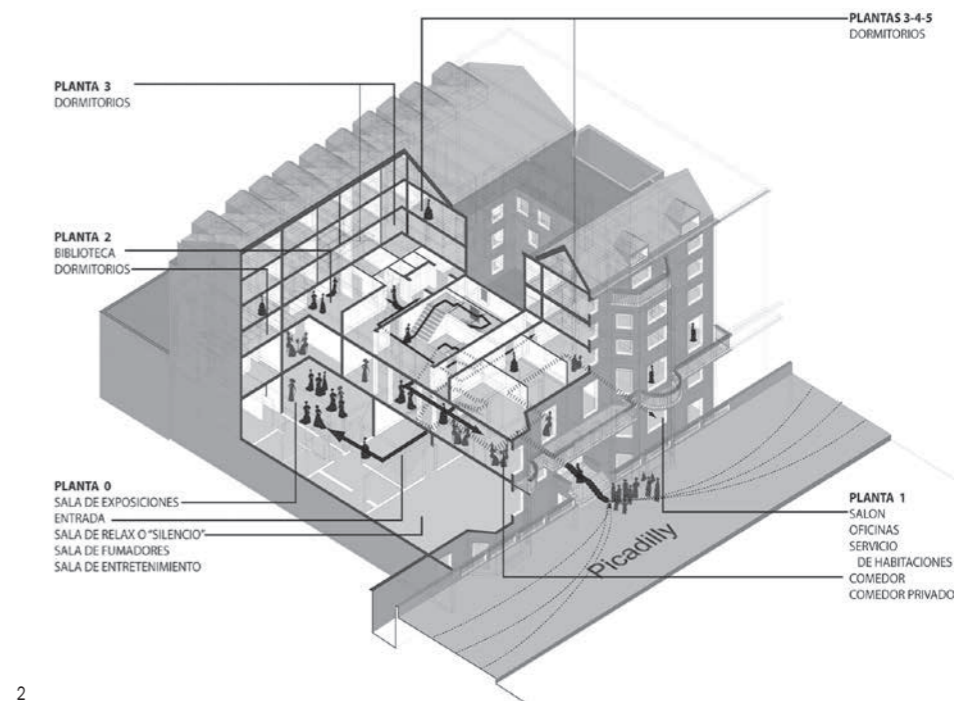 PLANTAS 3-4-5
DORMITORIOS
PLANTA 3
DORMITORIOS
PLANTA 2
BIBLIOTECA
DORMITORIOS
PLANTA 0
SALA DE EXPOSICIONES
ENTRADA
SALA DE RELAX O “SILENCIO”
SALA DE FUMADORES
SALA DE ENTRETENIMIENTO
Picadilly
PLANTA 1
SALON
OFICINAS
SERVICIO
DE HABITACIONES
COMEDOR
COMEDOR PRIVADO
2